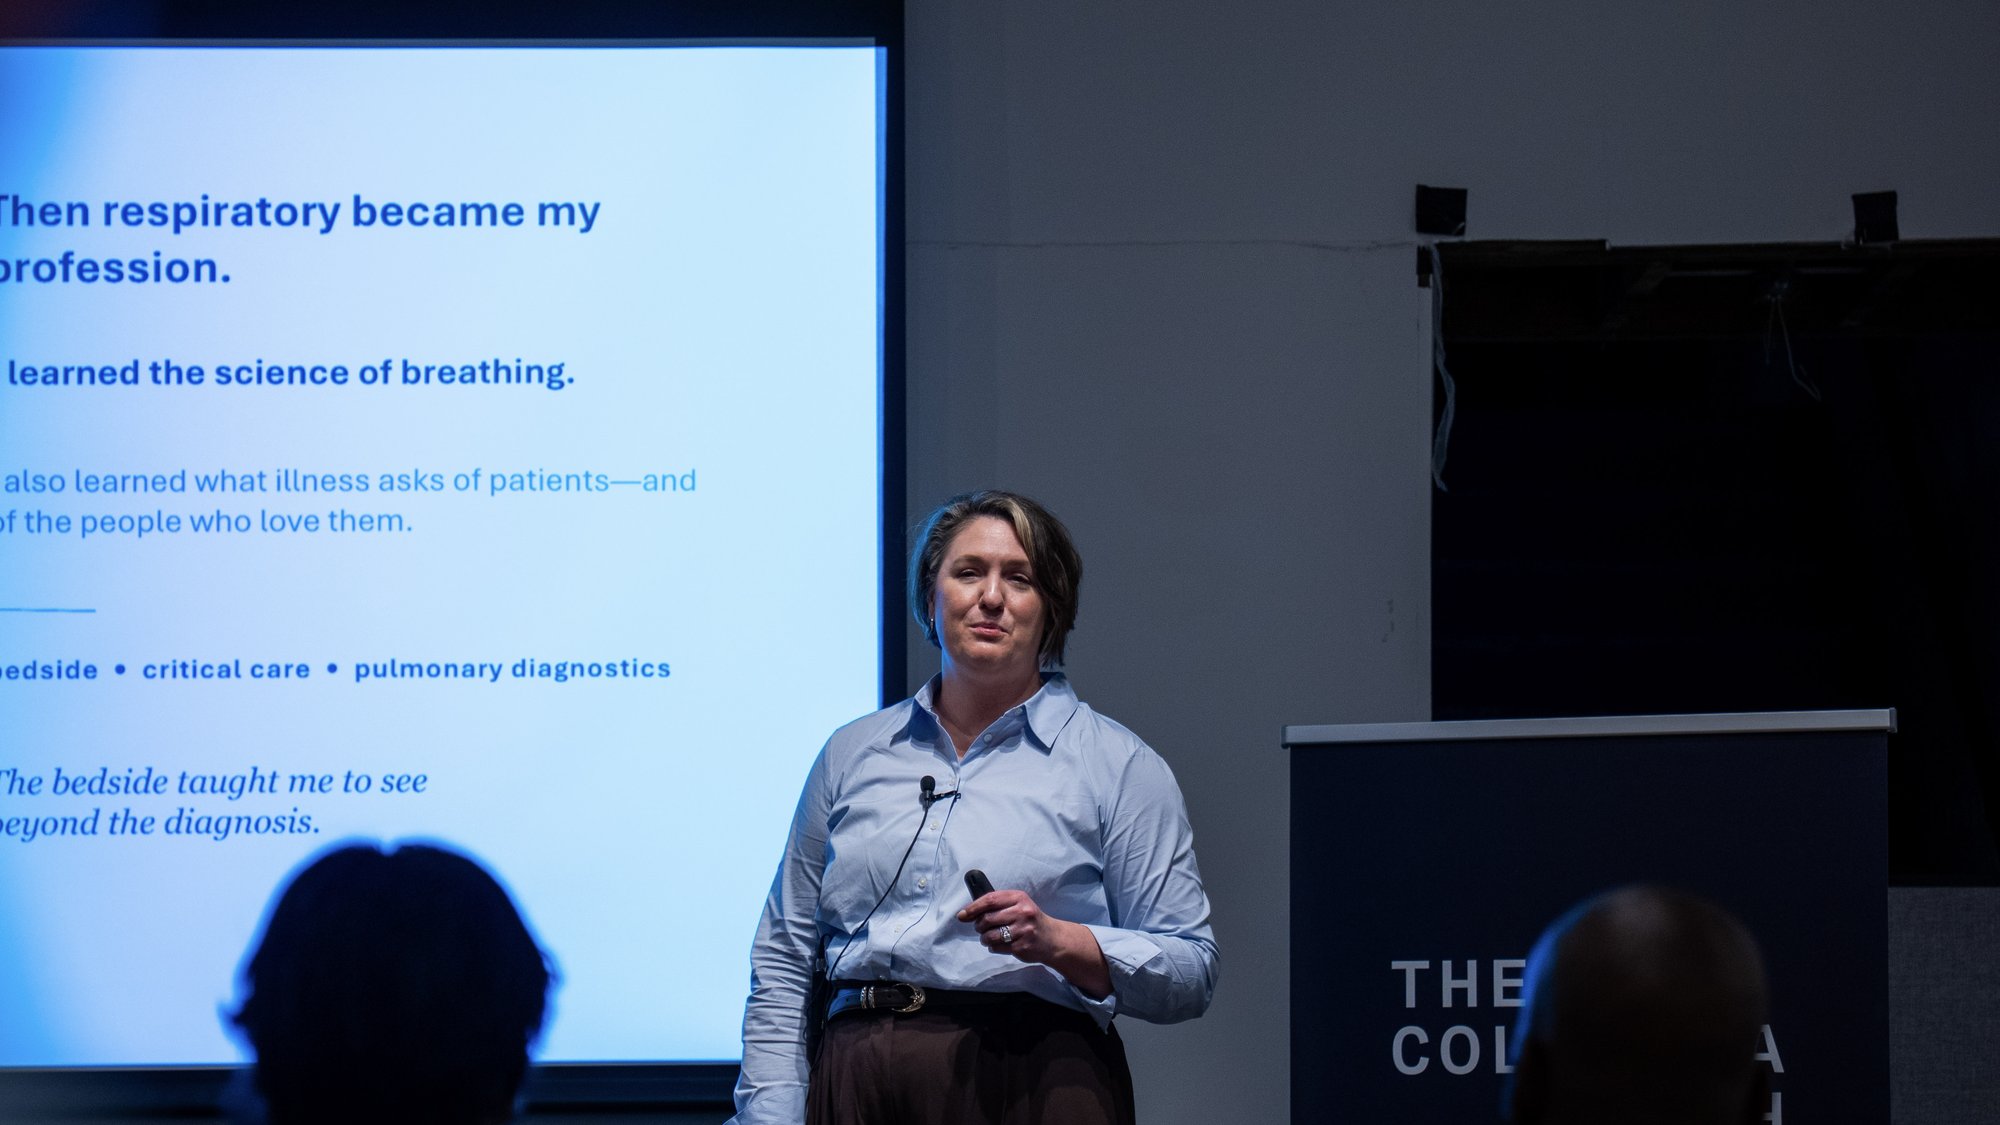 Then respiratory became my
profession.
learned the science of breathing.
also learned what illness asks of patients—and
of the people who love them.
bedside • critical care • pulmonary diagnostics
The bedside taught me to see
beyond the diagnosis.
THE